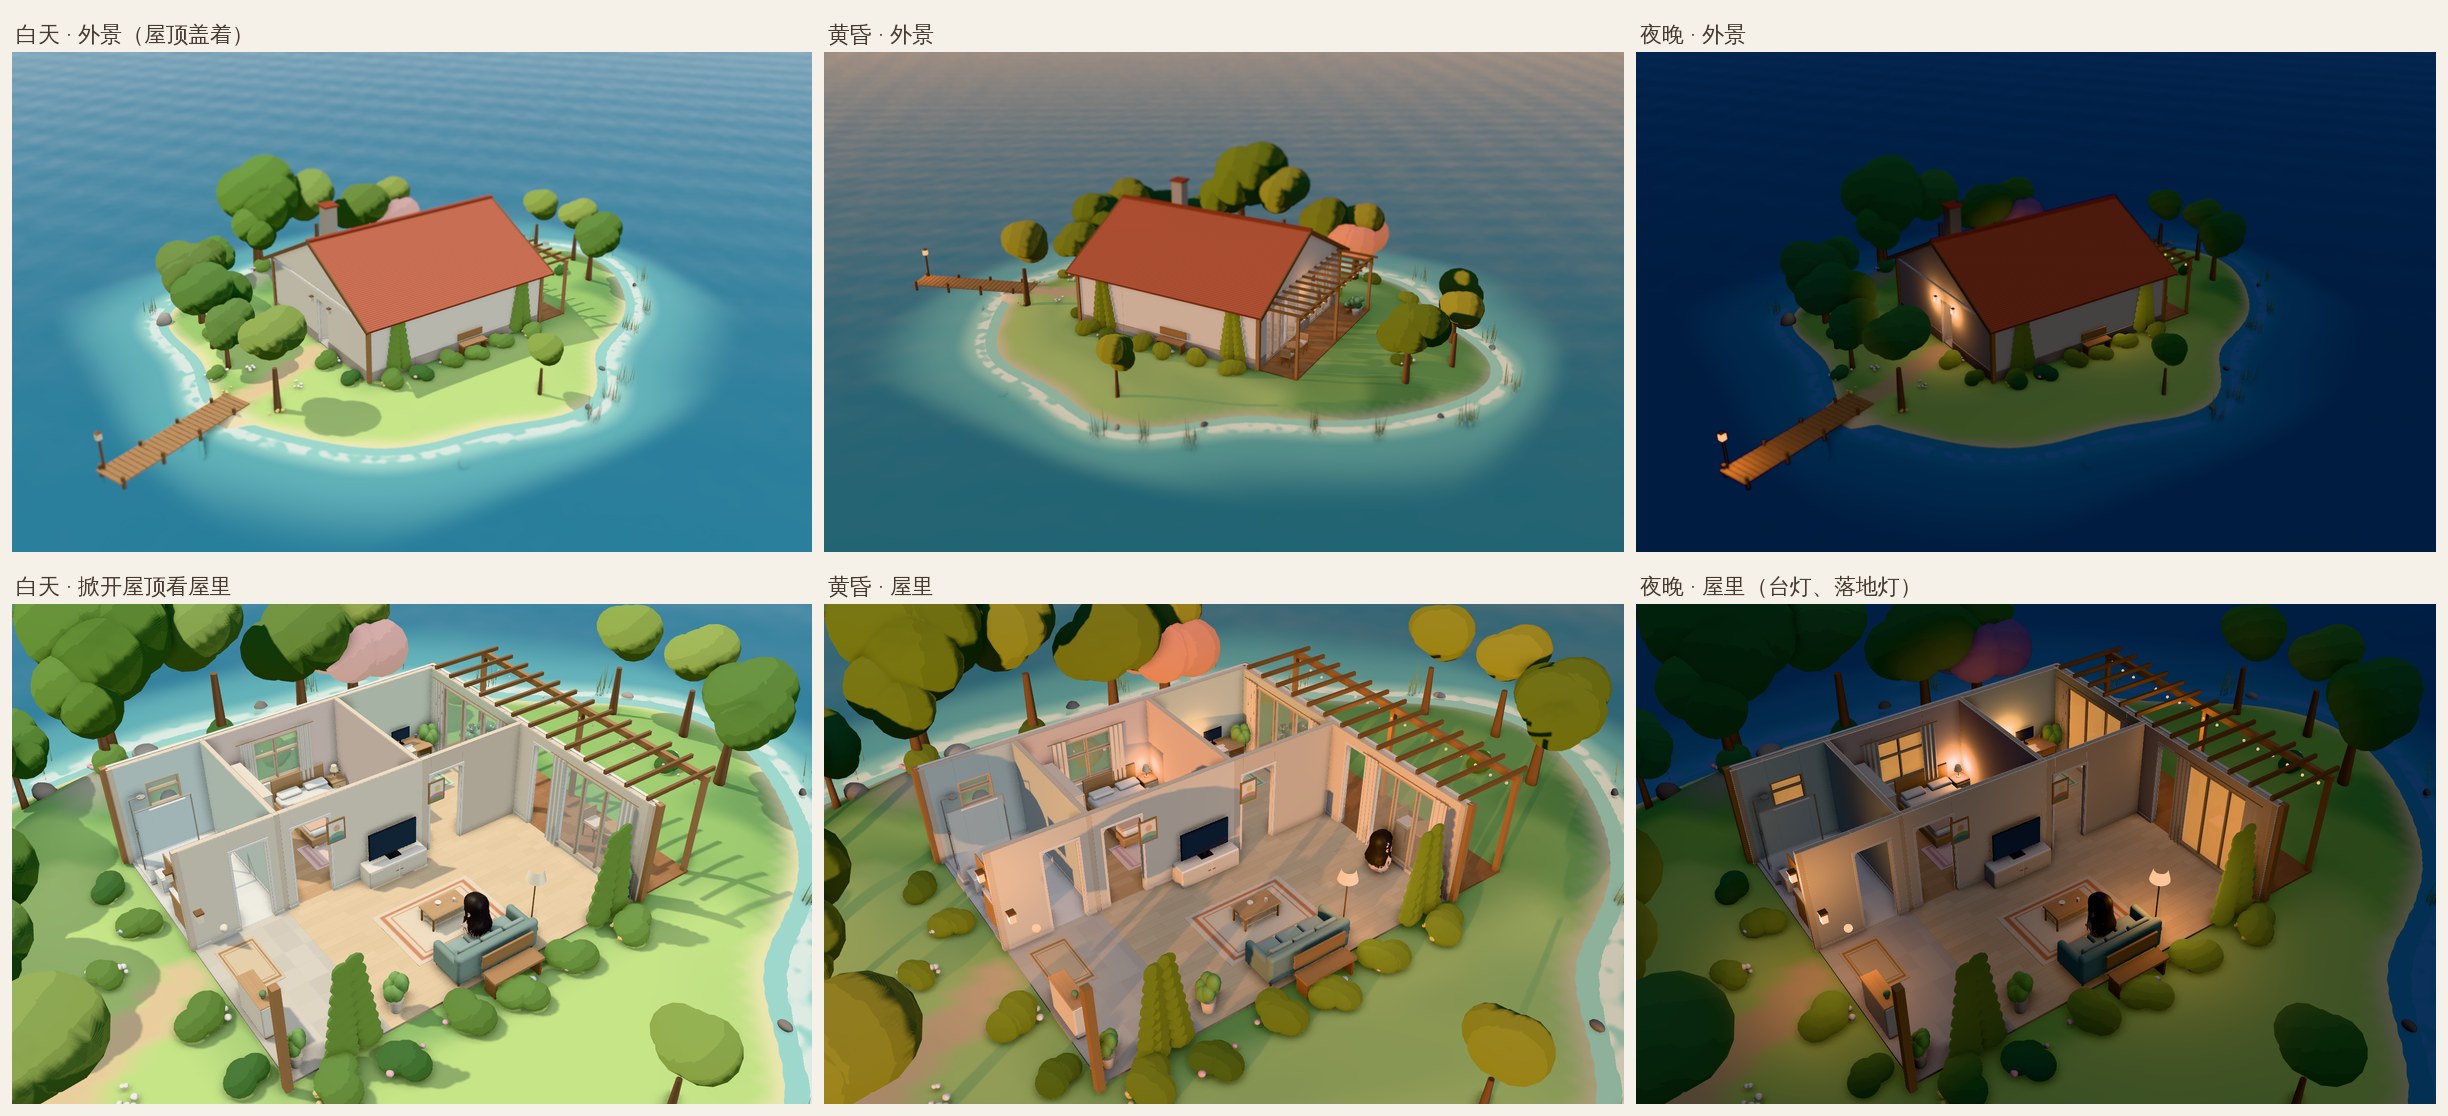 白天 · 外景（屋顶盖着）
黄昏 · 外景
夜晚 · 外景
白天 · 掀开屋顶看屋里
黄昏 · 屋里
夜晚 · 屋里（台灯、落地灯）